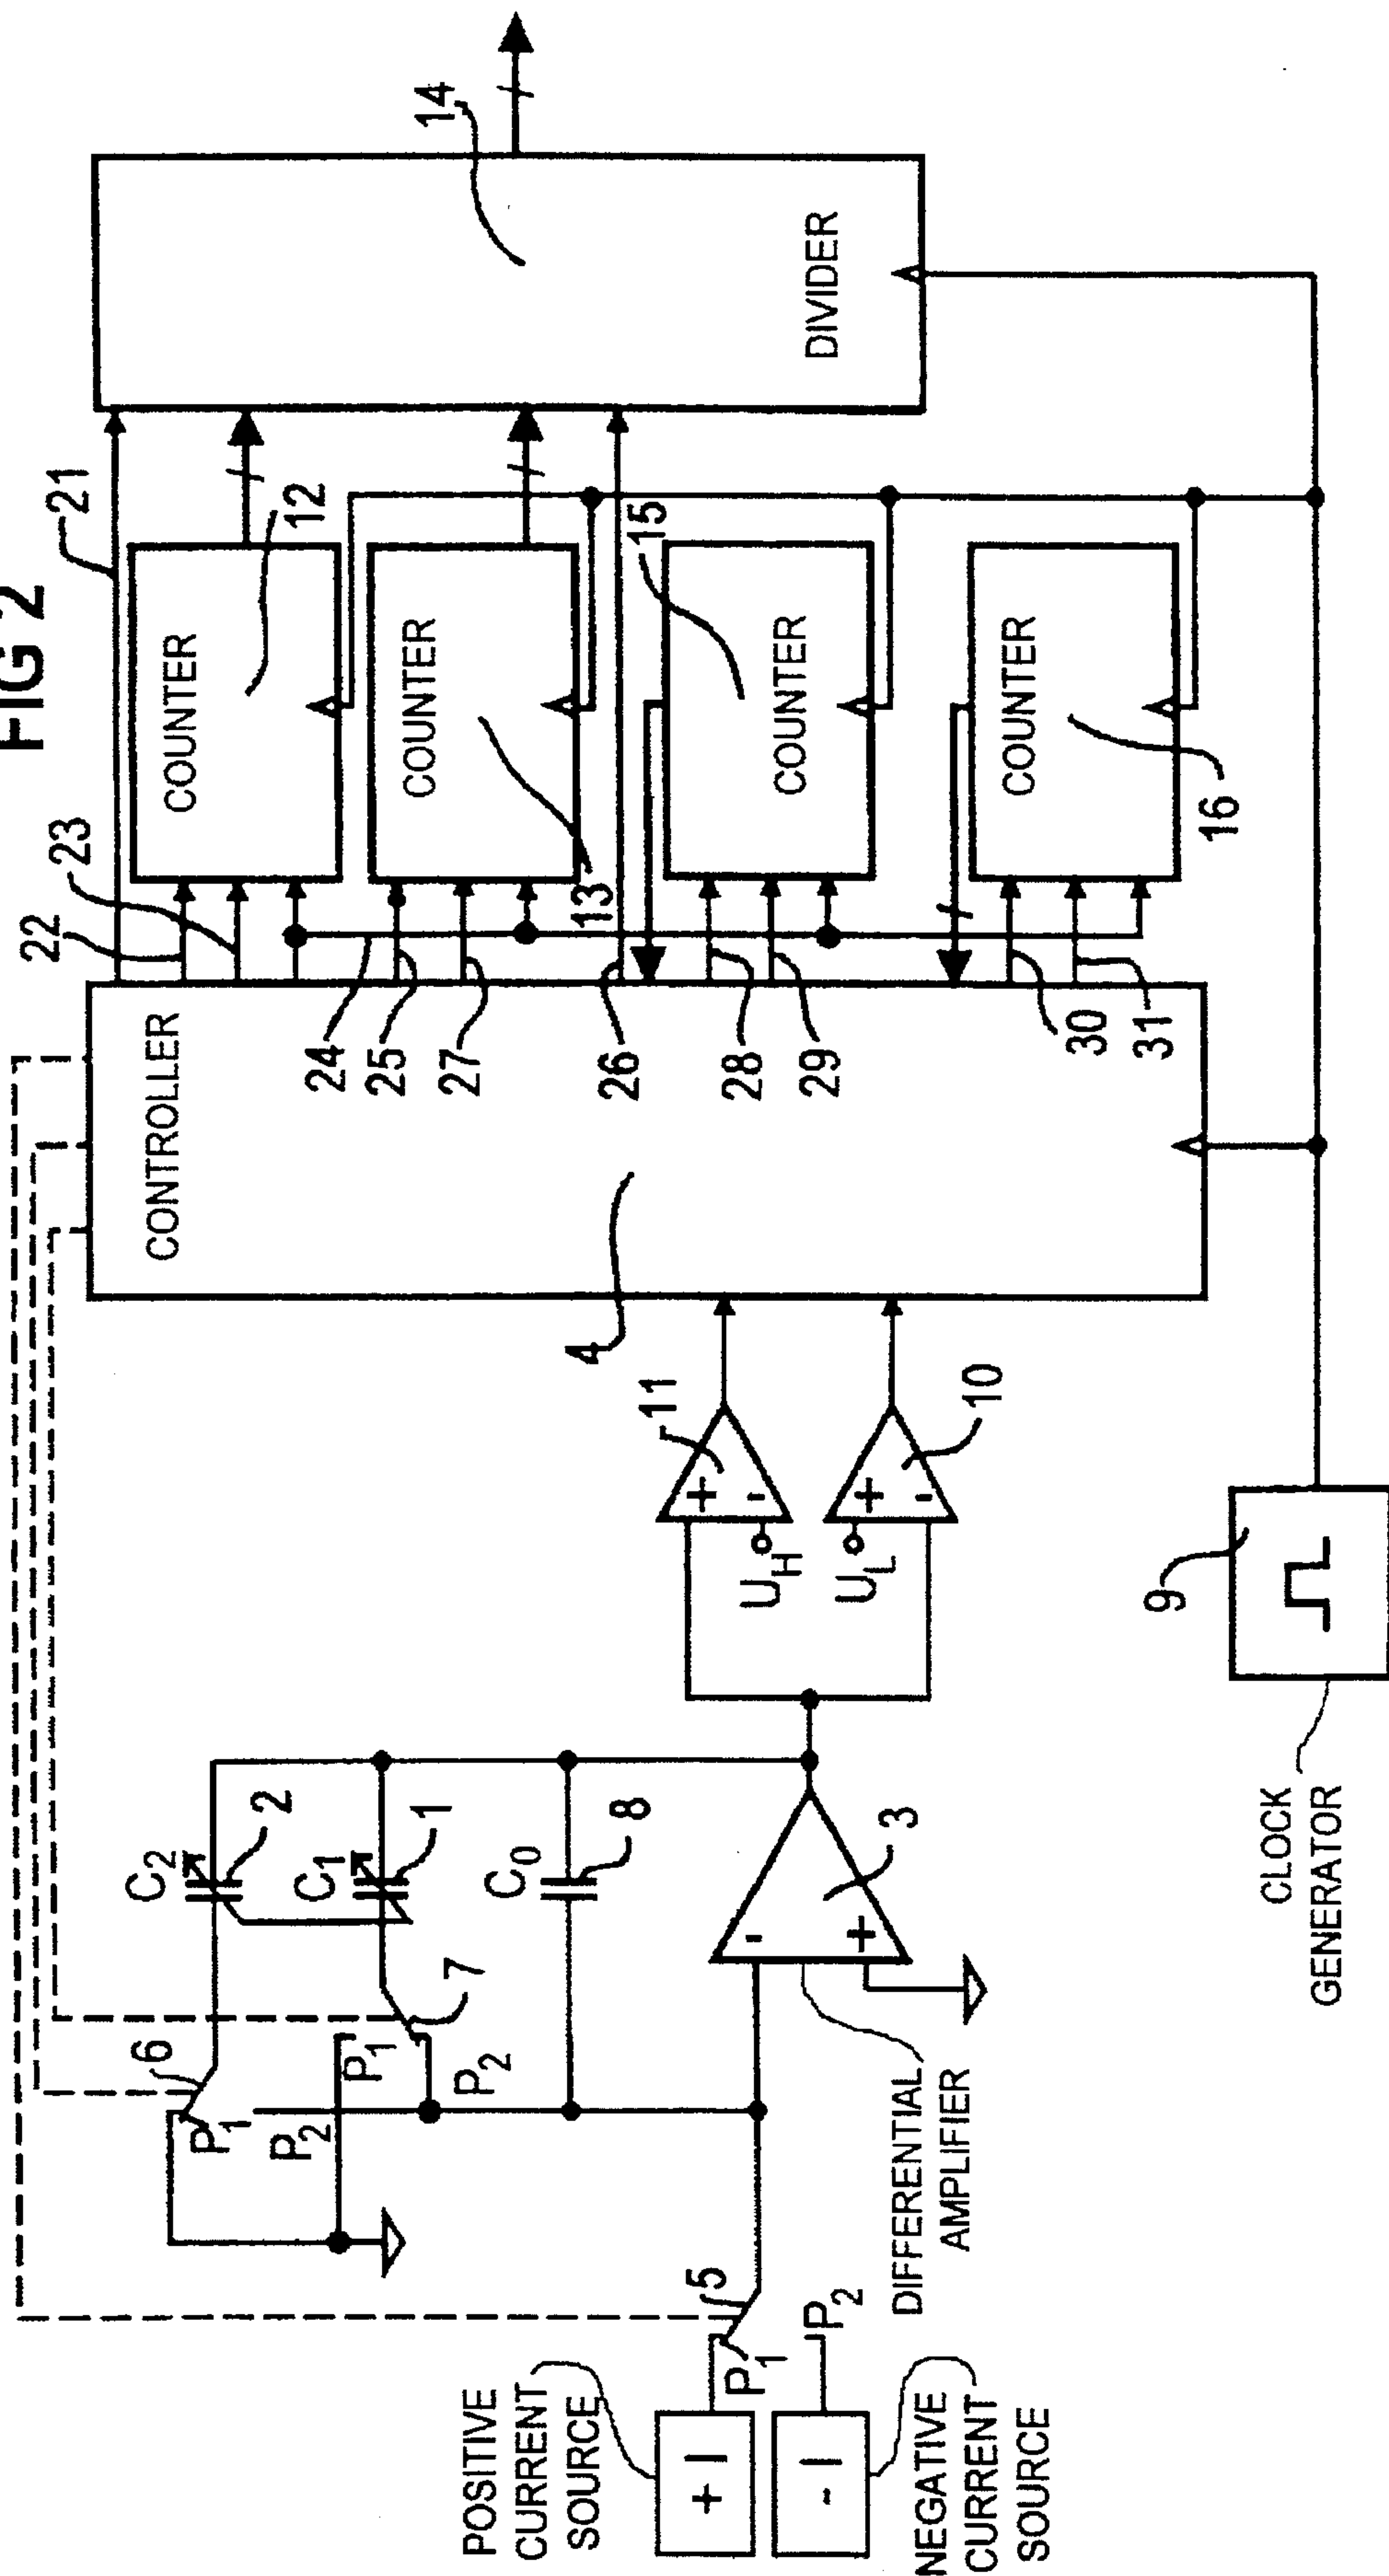 FIG 2
21
14
12
22
23
COUNTER
COUNTER
13
15
COUNTER
COUNTER
16
DIVIDER
CONTROLLER
24
25
27
26
28
29
30
31
4
11
10
+
-
U_H
+
-
U_L
9
CLOCK
GENERATOR
C_2
2
C_1
1
C_0
8
6
P_1
P_2
7
P_1
P_2
-
+
3
DIFFERENTIAL
AMPLIFIER
5
P_1
P_2
POSITIVE
CURRENT
SOURCE
+ I
- I
NEGATIVE
CURRENT
SOURCE